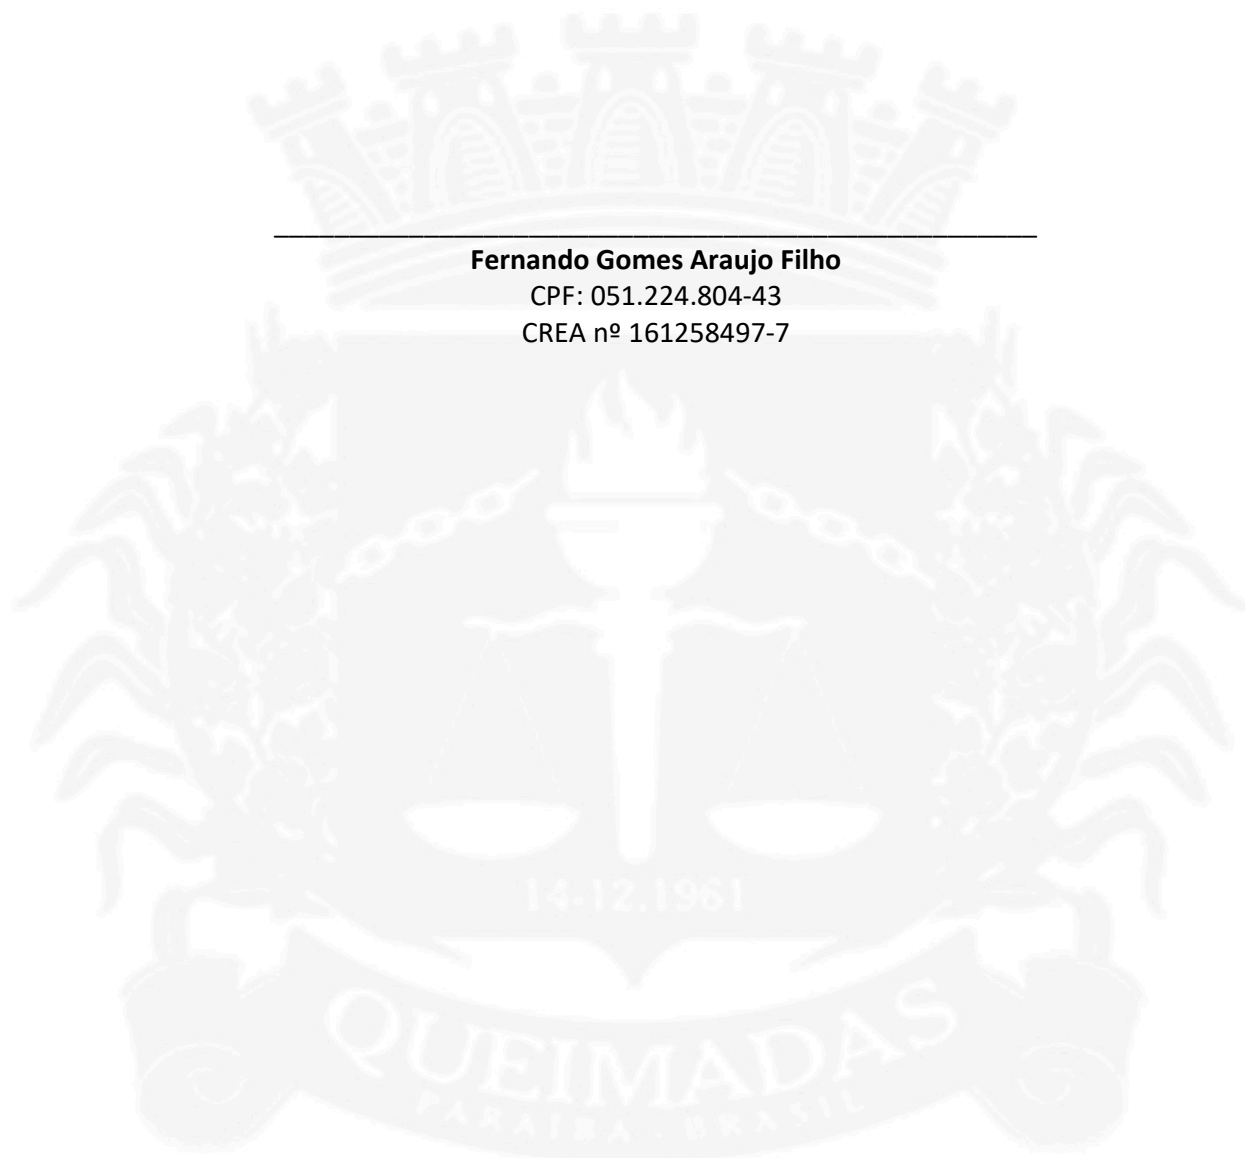 Fernando Gomes Araujo Filho
CPF: 051.224.804-43
CREA nº 161258497-7
14-12.1961
QUEIMADAS
PARAÍBA . BRASIL